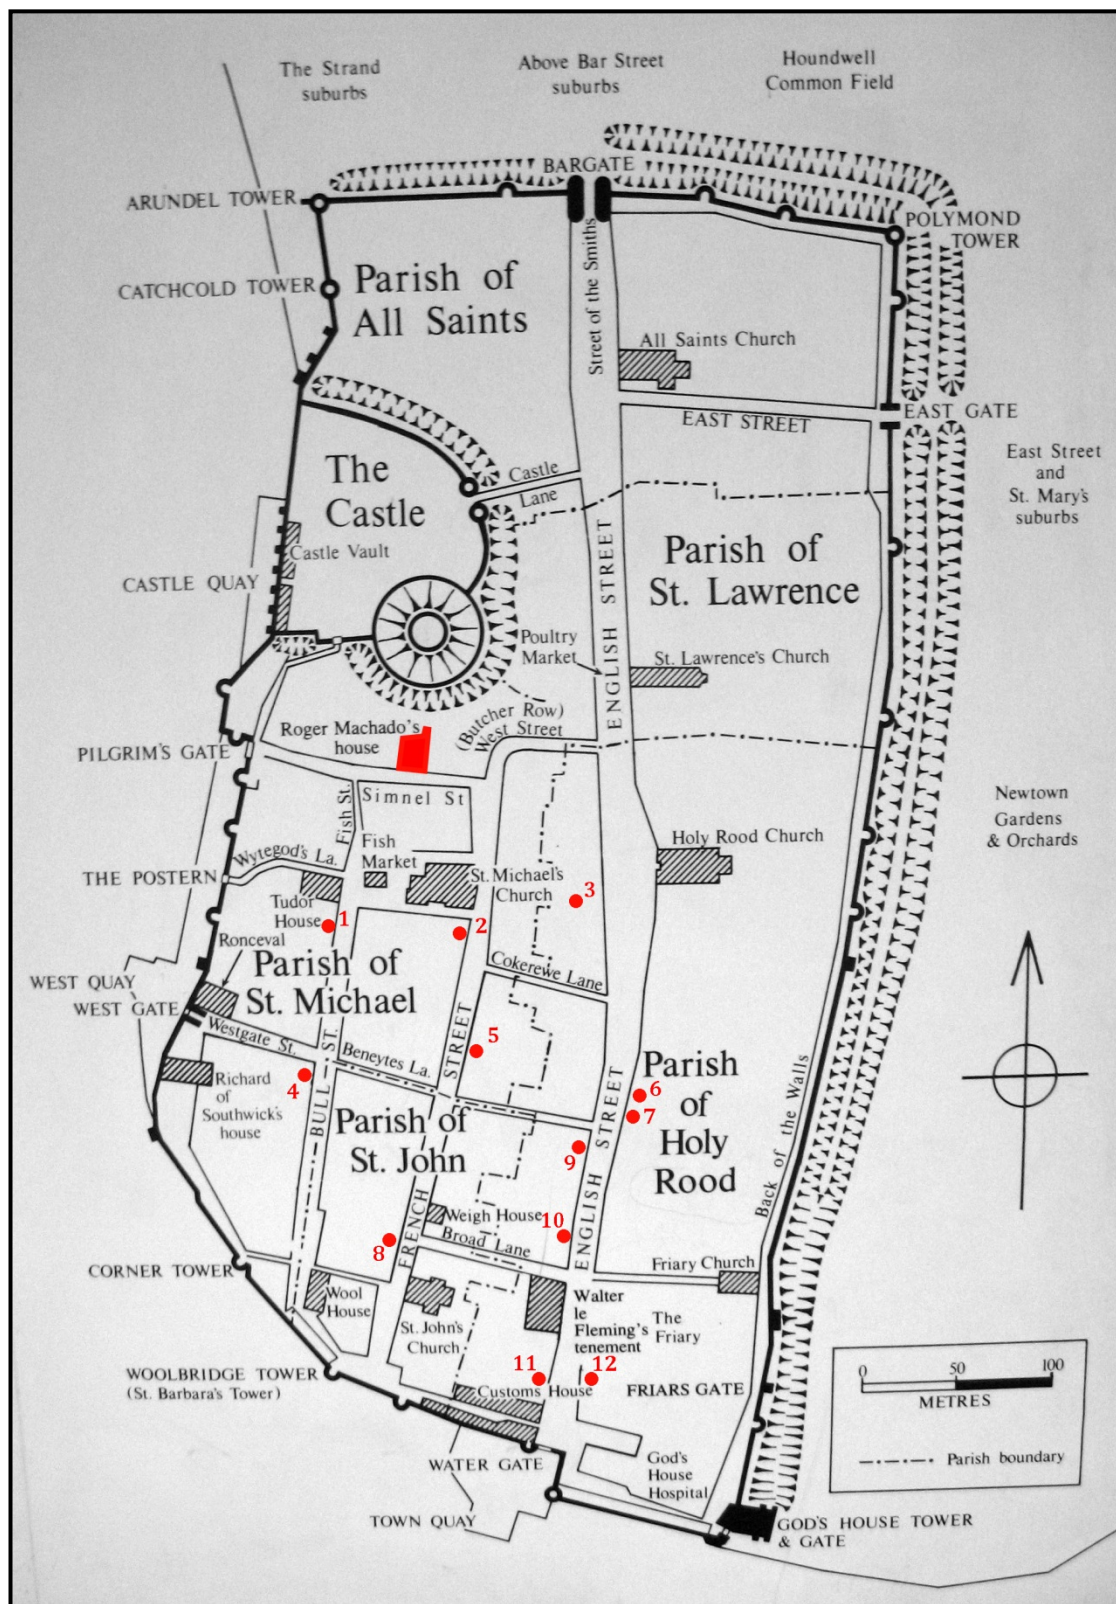 The Strand
suburbs
Above Bar Street
suburbs
Houndwell
Common Field
BARGATE
ARUNDEL TOWER
POLYMOND
TOWER
CATCHCOLD TOWER
Parish of
All Saints
Street of the Smiths
All Saints Church
EAST STREET
EAST GATE
East Street
and
St. Mary's
suburbs
The
Castle
Castle
Lane
Castle Vault
CASTLE QUAY
ENGLISH STREET
Parish of
St. Lawrence
Poultry
Market
St. Lawrence's Church
(Butcher Row)
West Street
Roger Machado's
house
PILGRIM'S GATE
Simnel St
Fish St.
Newtown
Gardens
& Orchards
Wytegod's La.
Fish
Market
Holy Rood Church
THE POSTERN
St. Michael's
Church
Tudor
House
1
2
3
Ronceval
Parish of
St. Michael
Cokerewe Lane
WEST QUAY
WEST GATE
Westgate St.
BULL ST.
Beneytes La.
STREET
5
4
Richard
of
Southwick's
house
Parish of
St. John
Parish
of
Holy
Rood
6
7
ENGLISH STREET
9
10
Back of the Walls
FRENCH
Weigh House
Broad Lane
8
Friary Church
CORNER TOWER
Wool
House
St. John's
Church
Walter
le
Fleming's
tenement
The
Friary
WOOLBRIDGE TOWER
(St. Barbara's Tower)
11
12
Customs House
FRIARS GATE
0 50 100
METRES
Parish boundary
WATER GATE
God's
House
Hospital
TOWN QUAY
GOD'S HOUSE TOWER
& GATE